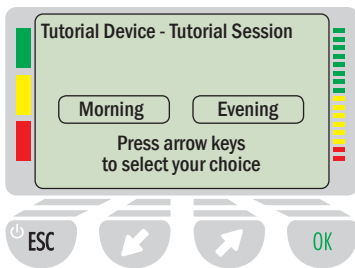 Tutorial Device - Tutorial Session
Morning Evening
Press arrow keys
to select your choice
ESC OK